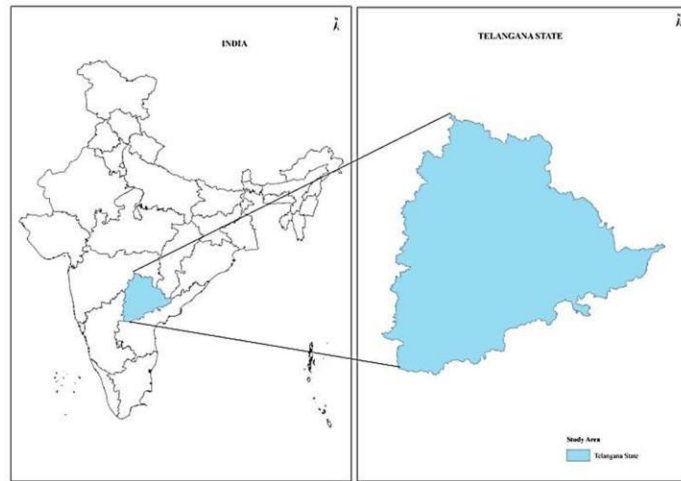 N
INDIA
N
TELANGANA STATE
Study Area
Telangana State